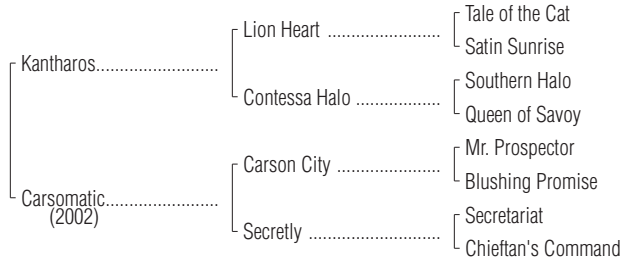 Tale of the Cat
Lion Heart ....................
Satin Sunrise
Kantharos......................
Southern Halo
Contessa Halo ...............
Queen of Savoy
Mr. Prospector
Carson City ..................
Blushing Promise
Carsomatic....................
(2002)
Secretariat
Secretly .......................
Chieftan's Command